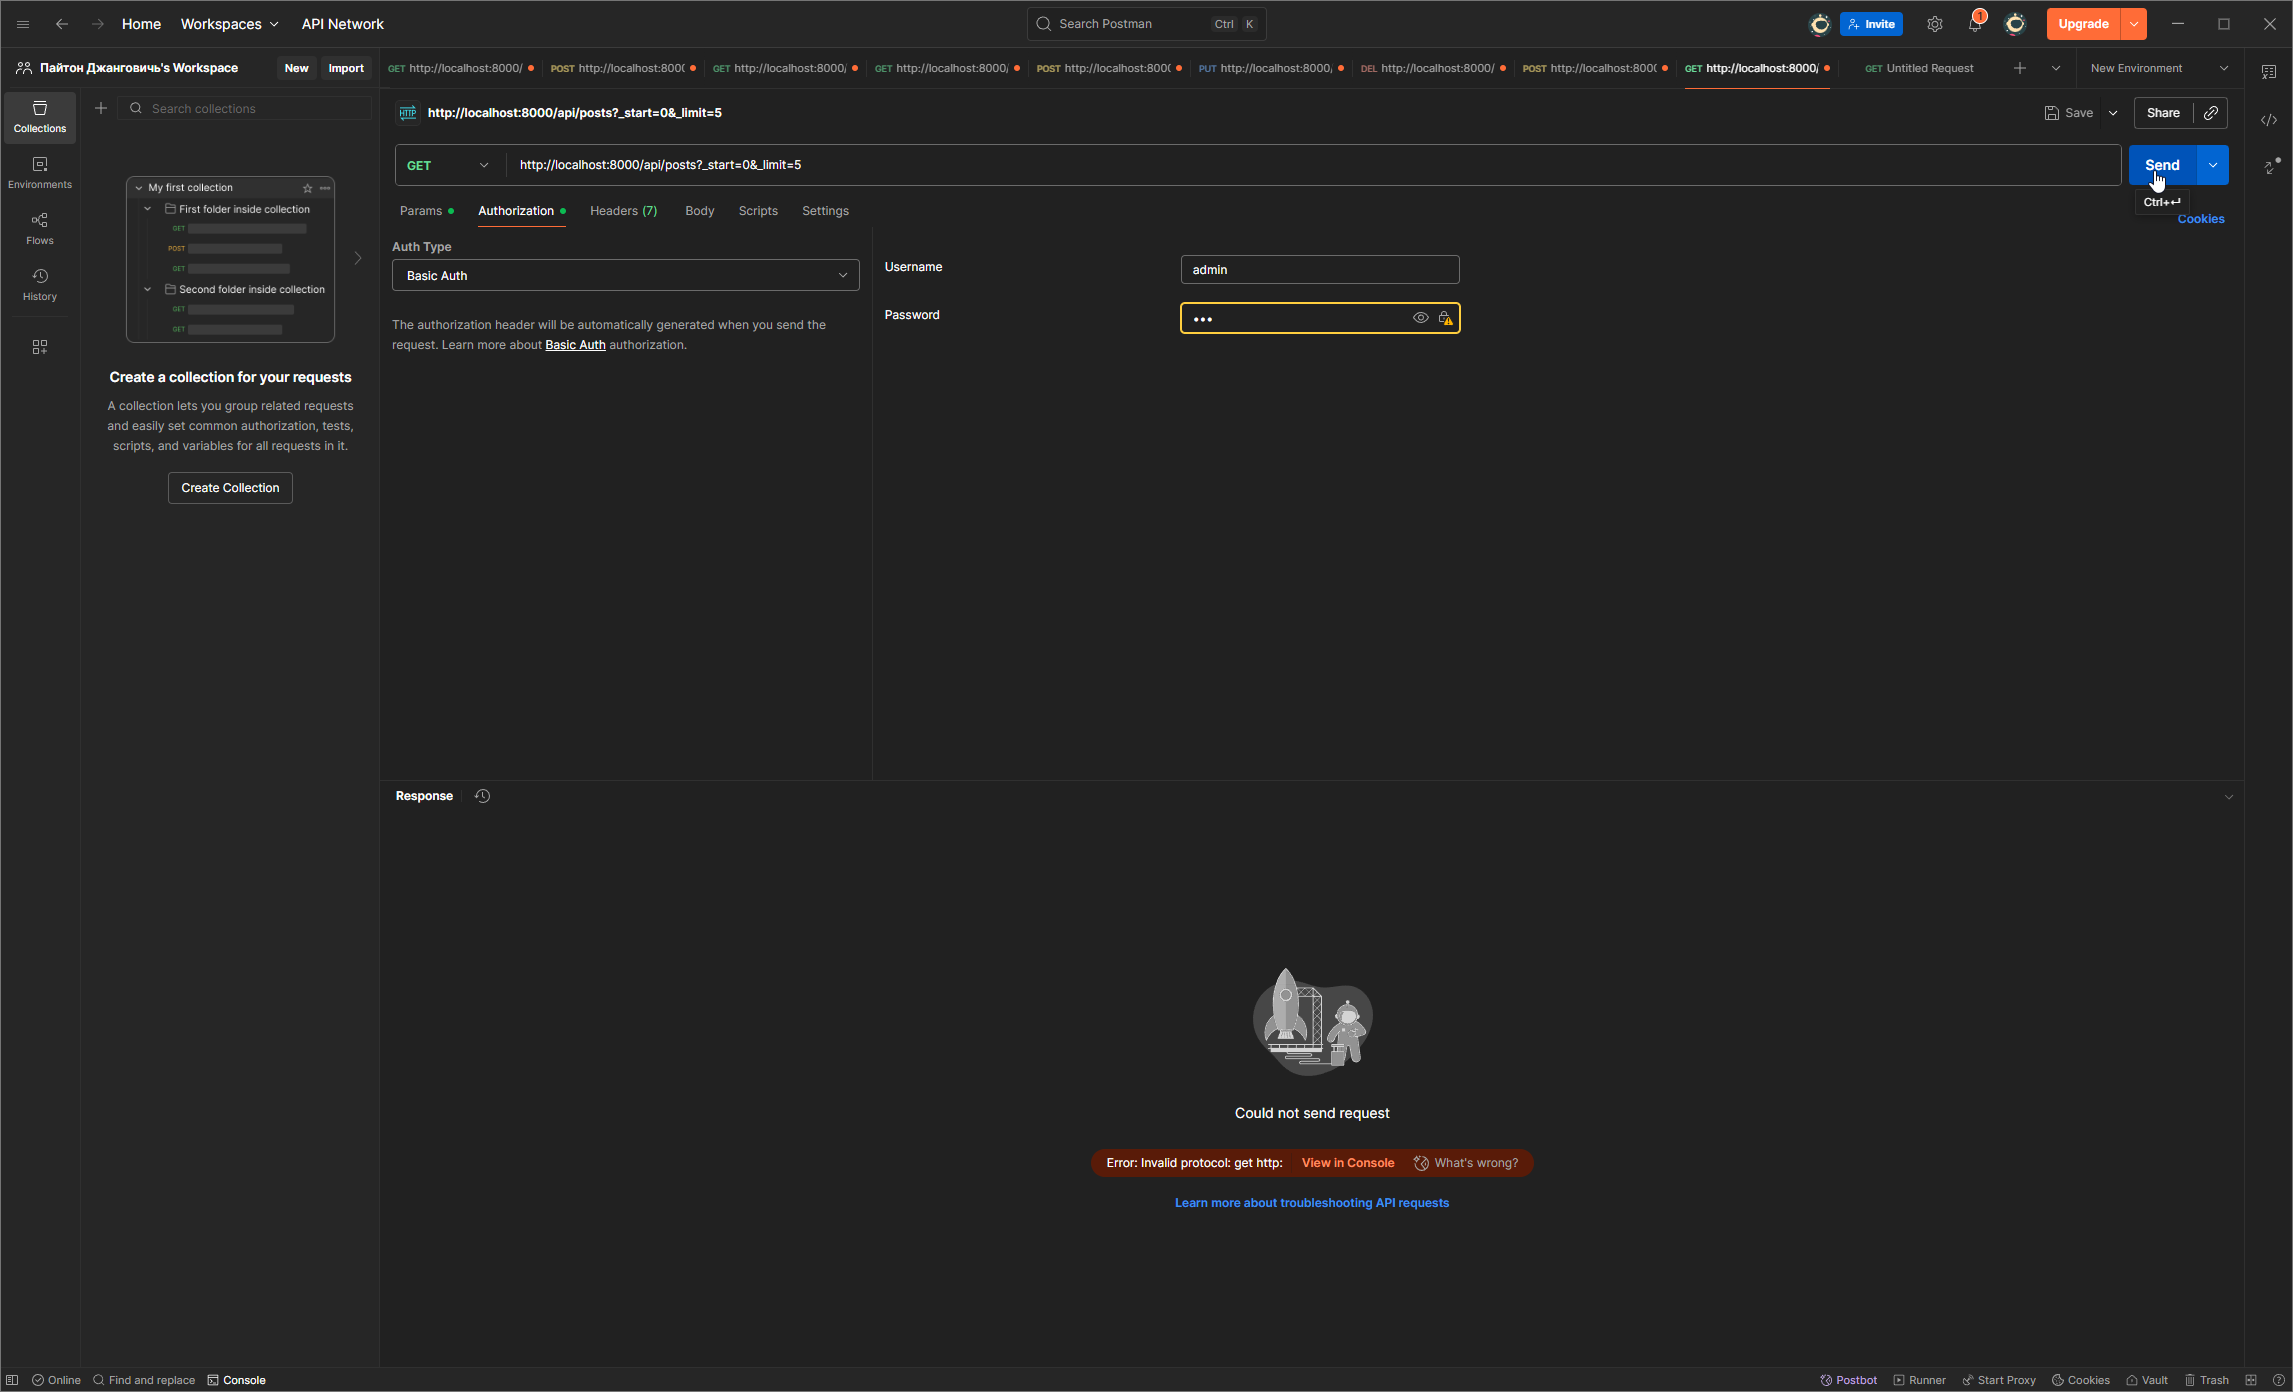 Home Workspaces API Network
Search Postman Ctrl K
Invite 1 Upgrade
Пайтон Джанговичь's Workspace New Import
GET http://localhost:8000/
POST http://localhost:800(
GET http://localhost:8000/
GET http://localhost:8000/
POST http://localhost:800(
PUT http://localhost:8000/
DEL http://localhost:8000/
POST http://localhost:800(
GET http://localhost:8000/
GET Untitled Request
New Environment
Collections
Environments
Flows
History
Search collections
My first collection
First folder inside collection
GET
POST
GET
Second folder inside collection
GET
GET
Create a collection for your requests
A collection lets you group related requests
and easily set common authorization, tests,
scripts, and variables for all requests in it.
Create Collection
HTTP http://localhost:8000/api/posts?_start=0&_limit=5
Save Share
GET http://localhost:8000/api/posts?_start=0&_limit=5
Send
Ctrl+↵
Params Authorization Headers (7) Body Scripts Settings
Cookies
Auth Type
Basic Auth
The authorization header will be automatically generated when you send the
request. Learn more about Basic Auth authorization.
Username admin
Password •••
Response
Could not send request
Error: Invalid protocol: get http: View in Console What's wrong?
Learn more about troubleshooting API requests
Online Find and replace Console
Postbot Runner Start Proxy Cookies Vault Trash